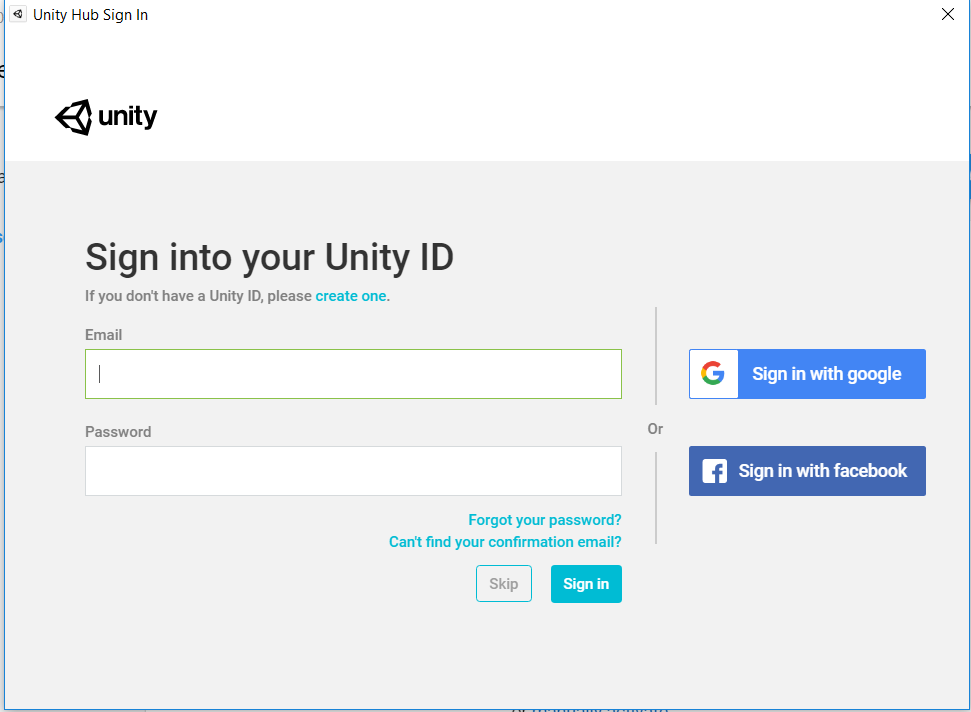 Unity Hub Sign In
unity
Sign into your Unity ID
If you don't have a Unity ID, please create one.
Email
Password
Forgot your password?
Can't find your confirmation email?
Skip
Sign in
Or
Sign in with google
Sign in with facebook